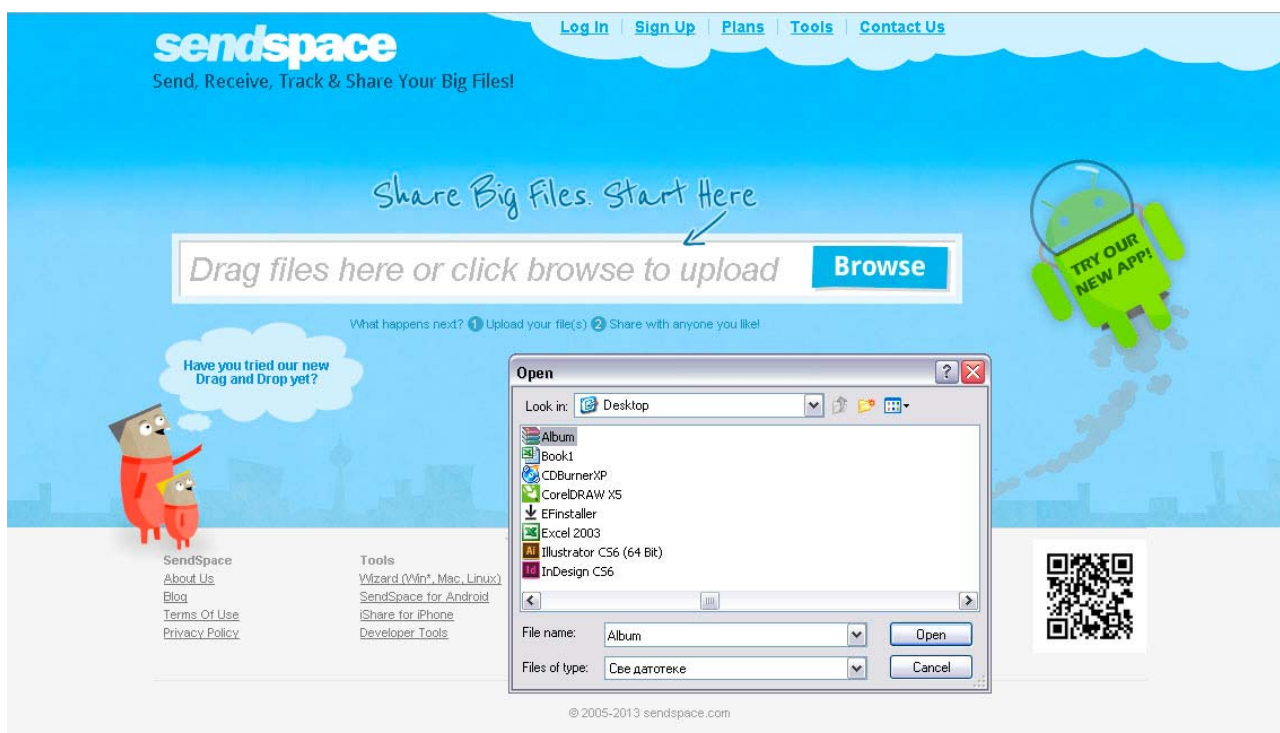 sendspace
Log In | Sign Up | Plans | Tools | Contact Us
Send, Receive, Track & Share Your Big Files!
Share Big Files. Start Here
Drag files here or click browse to upload
Browse
TRY OUR
NEW APP!
What happens next? 1 Upload your file(s) 2 Share with anyone you like!
Have you tried our new
Drag and Drop yet?
Open
Look in: Desktop
Album
Book1
CDBurnerXP
CorelDRAW X5
EFinstaller
Excel 2003
Illustrator CS6 (64 Bit)
InDesign CS6
File name: Album
Open
Files of type: Све датотеке
Cancel
SendSpace
About Us
Blog
Terms Of Use
Privacy Policy
Tools
Wizard (Win*, Mac, Linux)
SendSpace for Android
iShare for iPhone
Developer Tools
© 2005-2013 sendspace.com